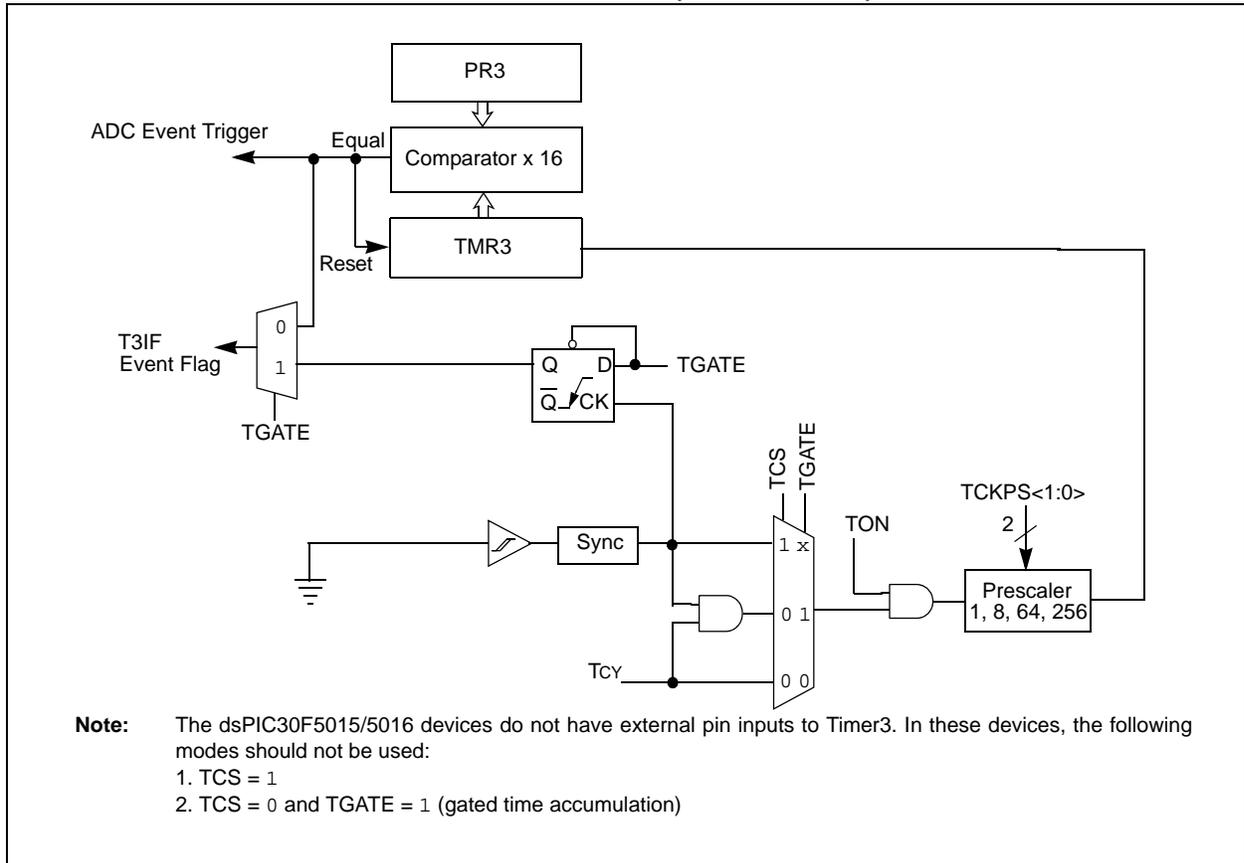 PR3
ADC Event Trigger
Equal
Comparator x 16
TMR3
Reset
0
T3IF
Event Flag
1
TGATE
Q
D
TGATE
Q
CK
TCS
TGATE
TCKPS<1:0>
2
TON
Sync
1 x
Prescaler
1, 8, 64, 256
0 1
TCY
0 0
Note: The dsPIC30F5015/5016 devices do not have external pin inputs to Timer3. In these devices, the following
modes should not be used:
1. TCS = 1
2. TCS = 0 and TGATE = 1 (gated time accumulation)